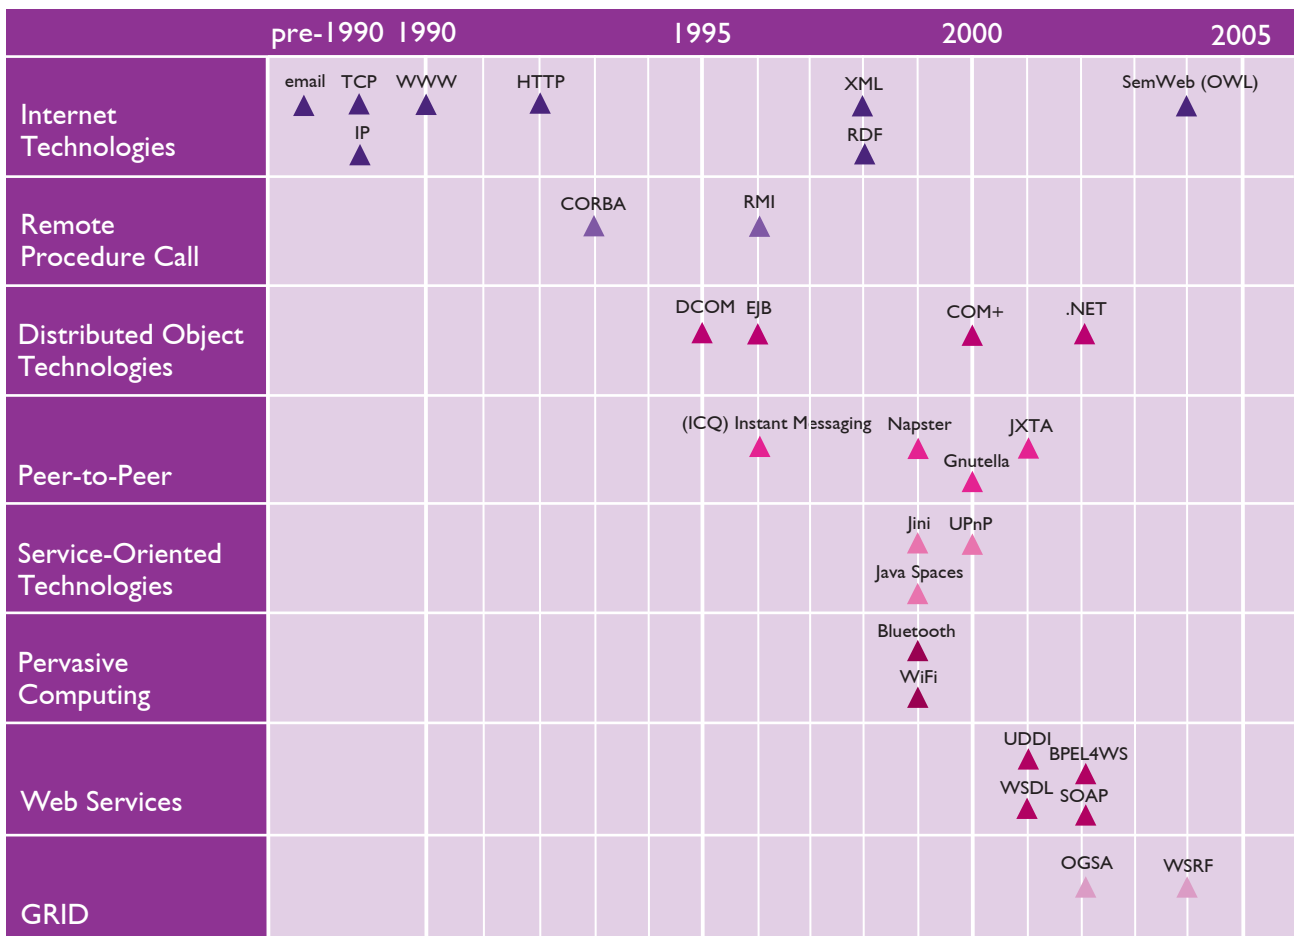 pre-1990 1990 1995 2000 2005
Internet
Technologies
email TCP WWW HTTP XML SemWeb (OWL)
IP RDF
Remote
Procedure Call
CORBA RMI
Distributed Object
Technologies
DCOM EJB COM+ .NET
Peer-to-Peer
(ICQ) Instant Messaging Napster JXTA
Gnutella
Service-Oriented
Technologies
Jini UPnP
Java Spaces
Pervasive
Computing
Bluetooth
WiFi
Web Services
UDDI BPEL4WS
WSDL SOAP
GRID
OGSA WSRF